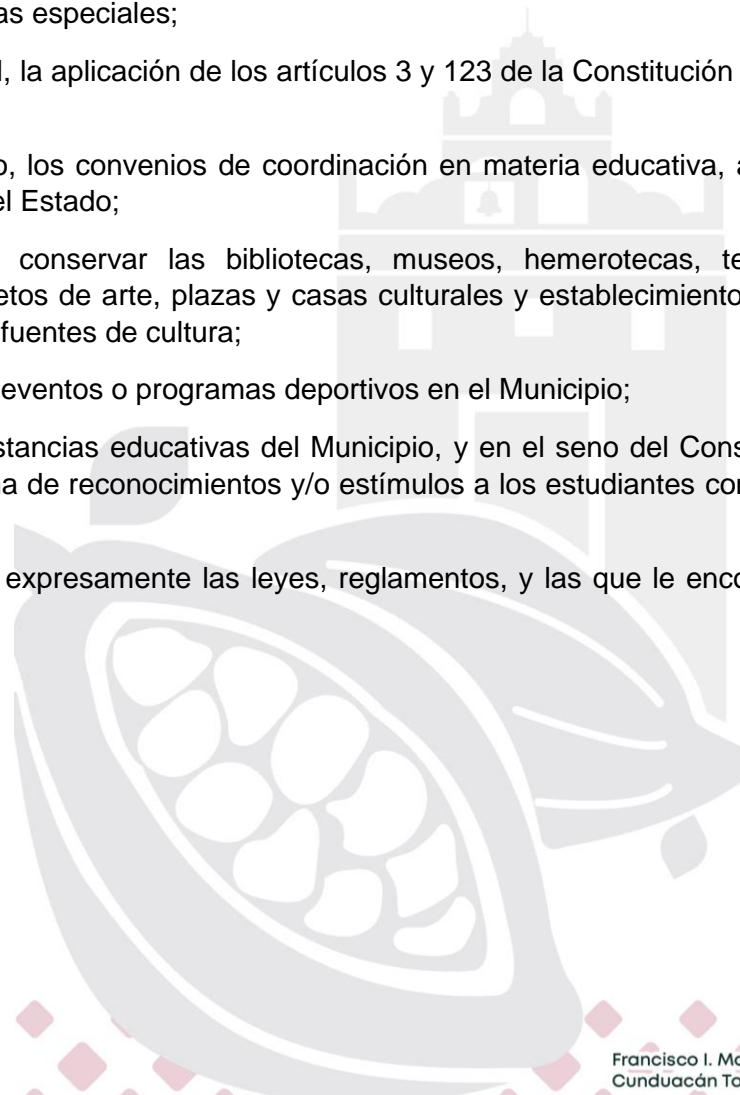 as especiales;
, la aplicación de los artículos 3 y 123 de la Constitución
o, los convenios de coordinación en materia educativa, a
el Estado;
conservar las bibliotecas, museos, hemerotecas, te
etos de arte, plazas y casas culturales y establecimiento
fuentes de cultura;
eventos o programas deportivos en el Municipio;
stancias educativas del Municipio, y en el seno del Cons
na de reconocimientos y/o estímulos a los estudiantes con
expresamente las leyes, reglamentos, y las que le enco
Francisco I. Ma
Cunduacán Ta